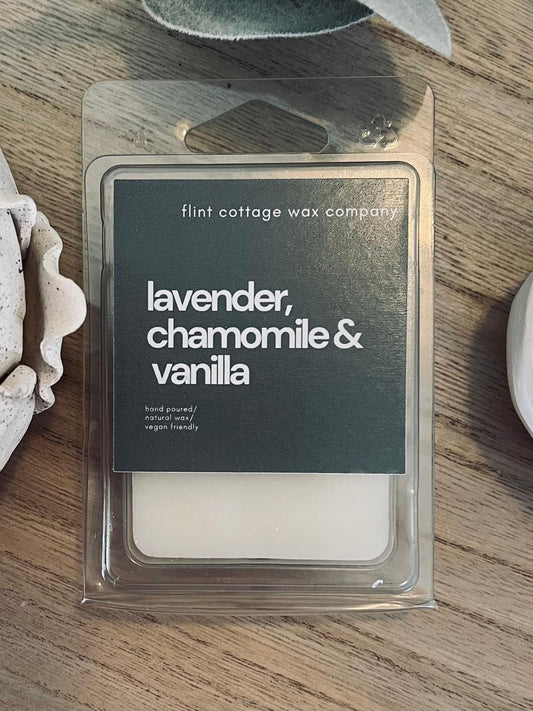 flint cottage wax company
lavender,
chamomile &
vanilla
hand poured/
natural wax/
vegan friendly